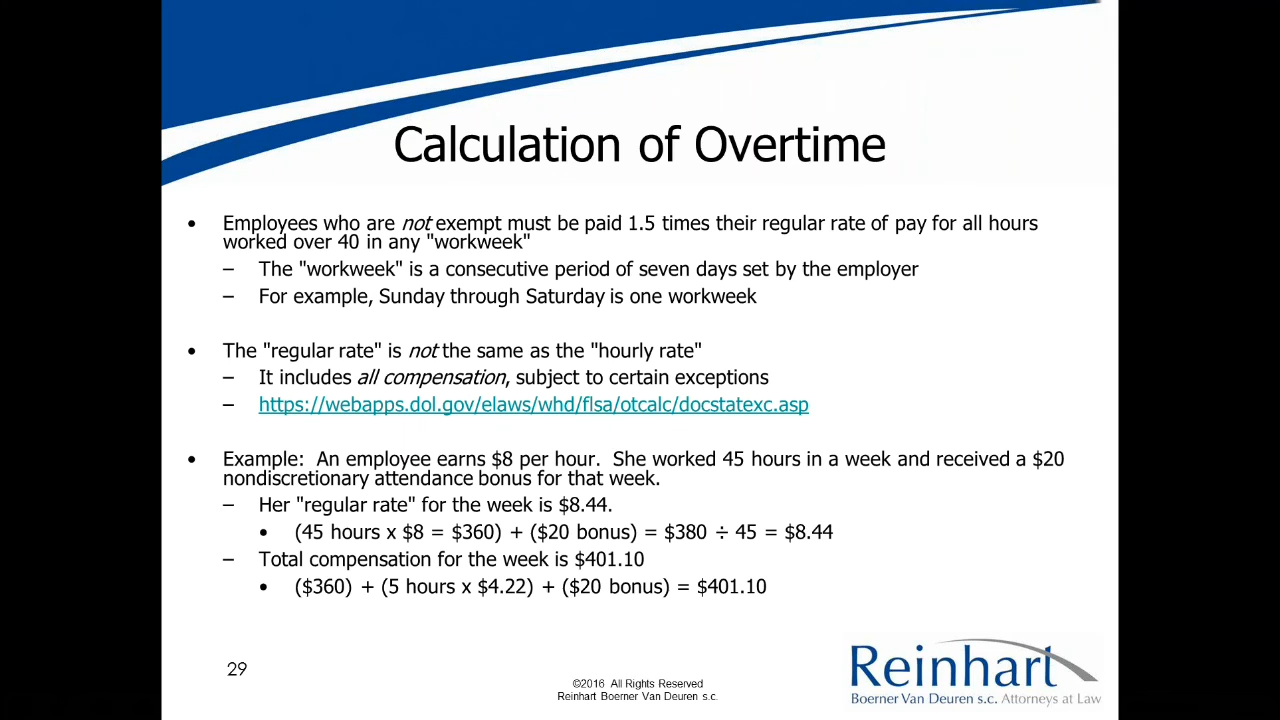 Calculation of Overtime
• Employees who are not exempt must be paid 1.5 times their regular rate of pay for all hours
worked over 40 in any "workweek"
– The "workweek" is a consecutive period of seven days set by the employer
– For example, Sunday through Saturday is one workweek
• The "regular rate" is not the same as the "hourly rate"
– It includes all compensation, subject to certain exceptions
– https://webapps.dol.gov/elaws/whd/flsa/otcalc/docstatexc.asp
• Example: An employee earns $8 per hour. She worked 45 hours in a week and received a $20
nondiscretionary attendance bonus for that week.
– Her "regular rate" for the week is $8.44.
• (45 hours x $8 = $360) + ($20 bonus) = $380 ÷ 45 = $8.44
– Total compensation for the week is $401.10
• ($360) + (5 hours x $4.22) + ($20 bonus) = $401.10
29
©2016 All Rights Reserved
Reinhart Boerner Van Deuren s.c.
Reinhart
Boerner Van Deuren s.c. Attorneys at Law